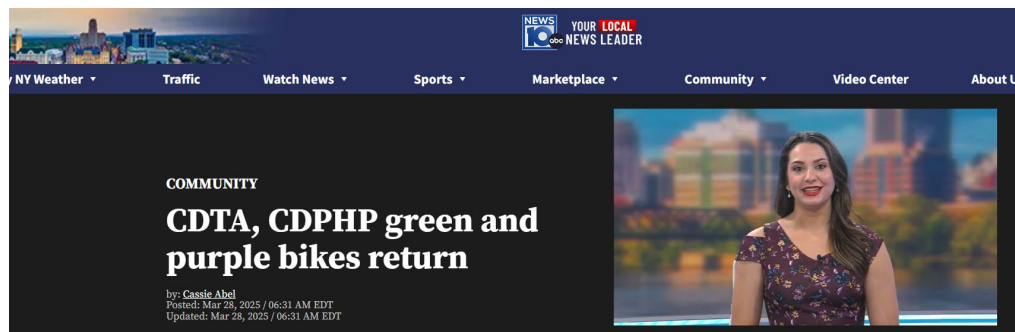 NEWS
10
abc
YOUR LOCAL
NEWS LEADER
NY Weather
Traffic
Watch News
Sports
Marketplace
Community
Video Center
About
COMMUNITY
CDTA, CDPHP green and
purple bikes return
by: Cassie Abel
Posted: Mar 28, 2025 / 06:31 AM EDT
Updated: Mar 28, 2025 / 06:31 AM EDT